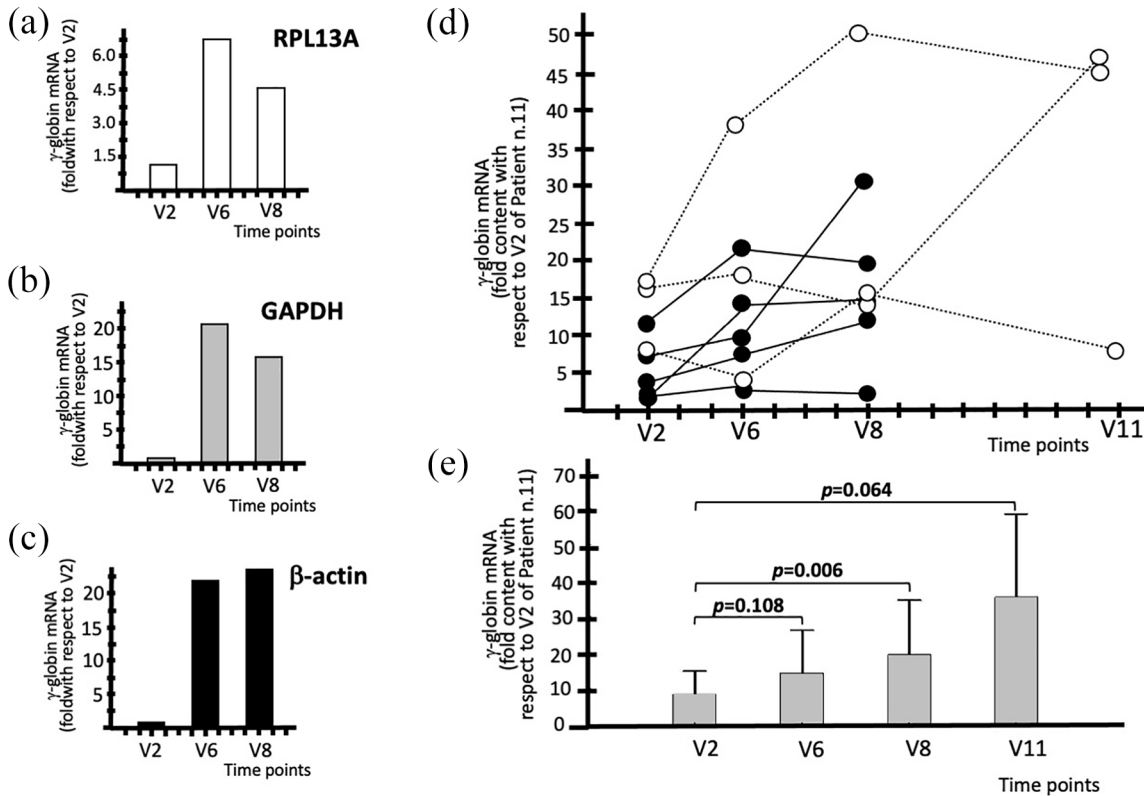 (a)
RPL13A
γ-globin mRNA
(foldwith respect to V2)
6.0
4.5
3.0
1.5
V2 V6 V8
Time points
(b)
GAPDH
γ-globin mRNA
(foldwith respect to V2)
20
15
10
5
V2 V6 V8
Time points
(c)
β-actin
γ-globin mRNA
(foldwith respect to V2)
20
15
10
5
V2 V6 V8
Time points
(d)
γ-globin mRNA
(fold content with
respect to V2 of Patient n.11)
50
45
40
30
25
20
15
10
5
V2 V6 V8 V11
Time points
(e)
γ-globin mRNA
(fold content with
respect to V2 of Patient n.11)
70
60
50
40
30
20
10
0
p=0.064
p=0.006
p=0.108
V2 V6 V8 V11
Time points